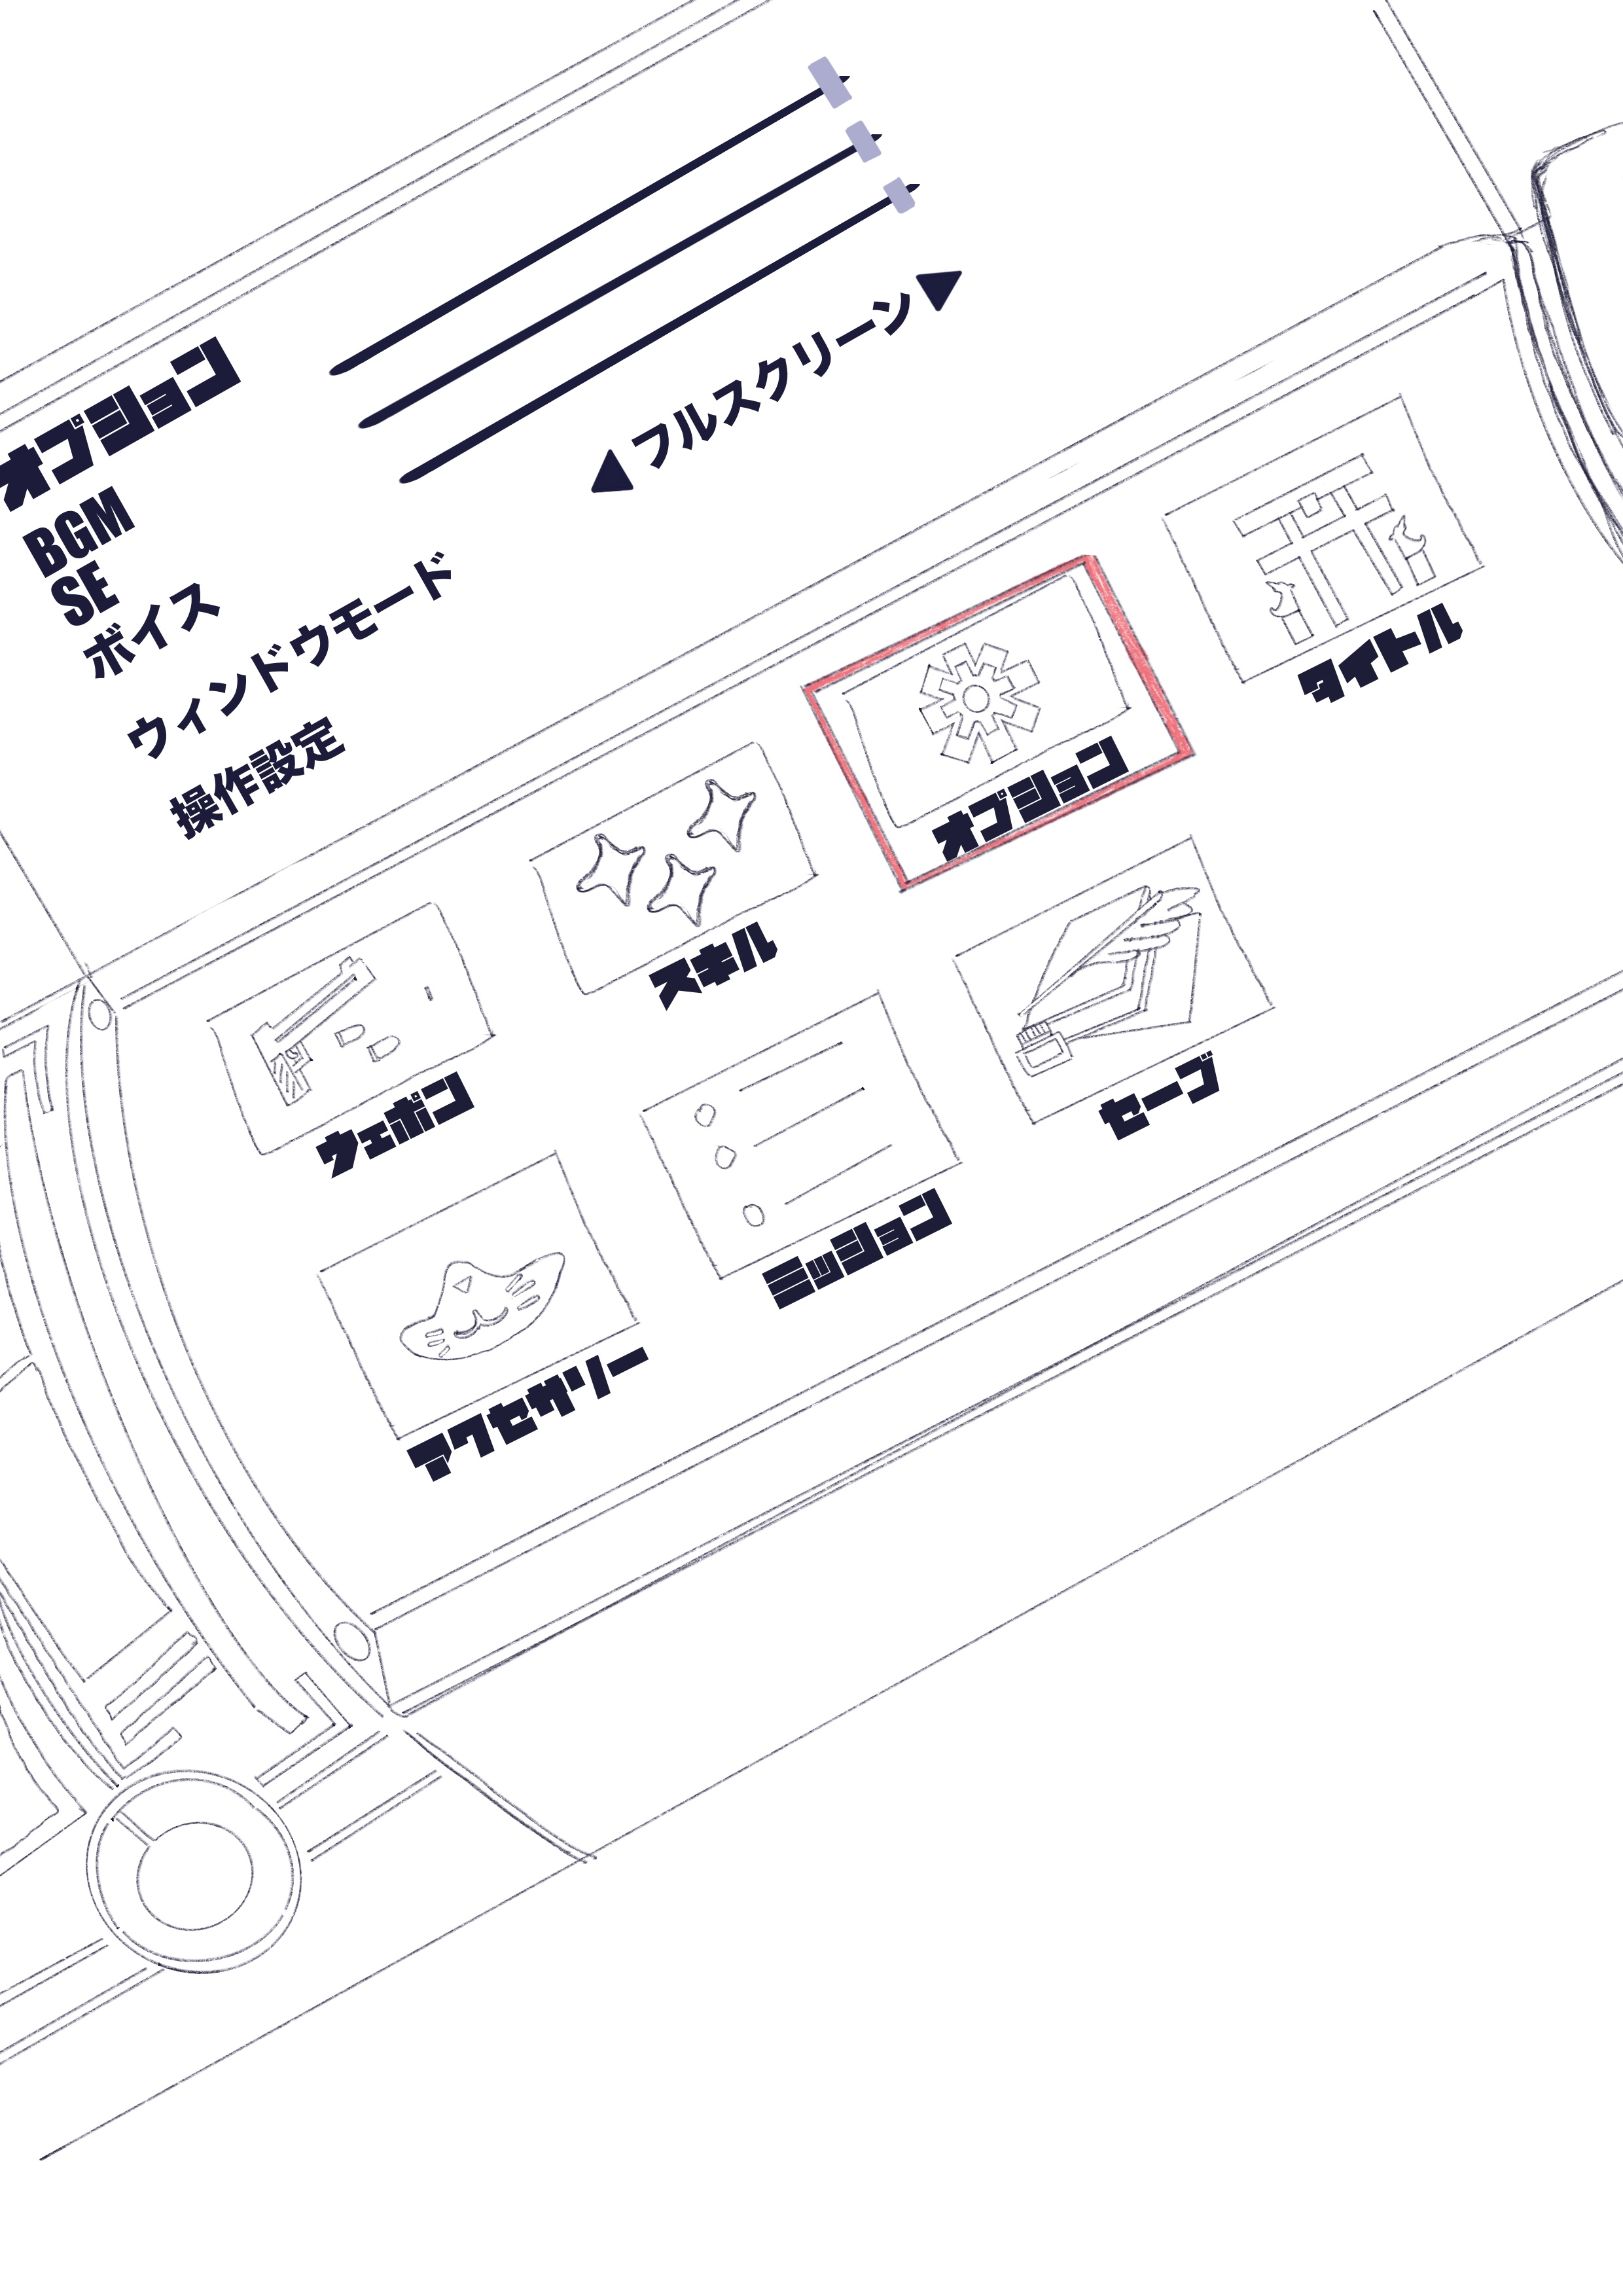 オプション
BGM
SE
ボイス
ウィンドウモード
◀フルスクリーン▶
操作設定
ウェポン
スキル
オプション
タイトル
アクセサリー
ミッション
セーブ